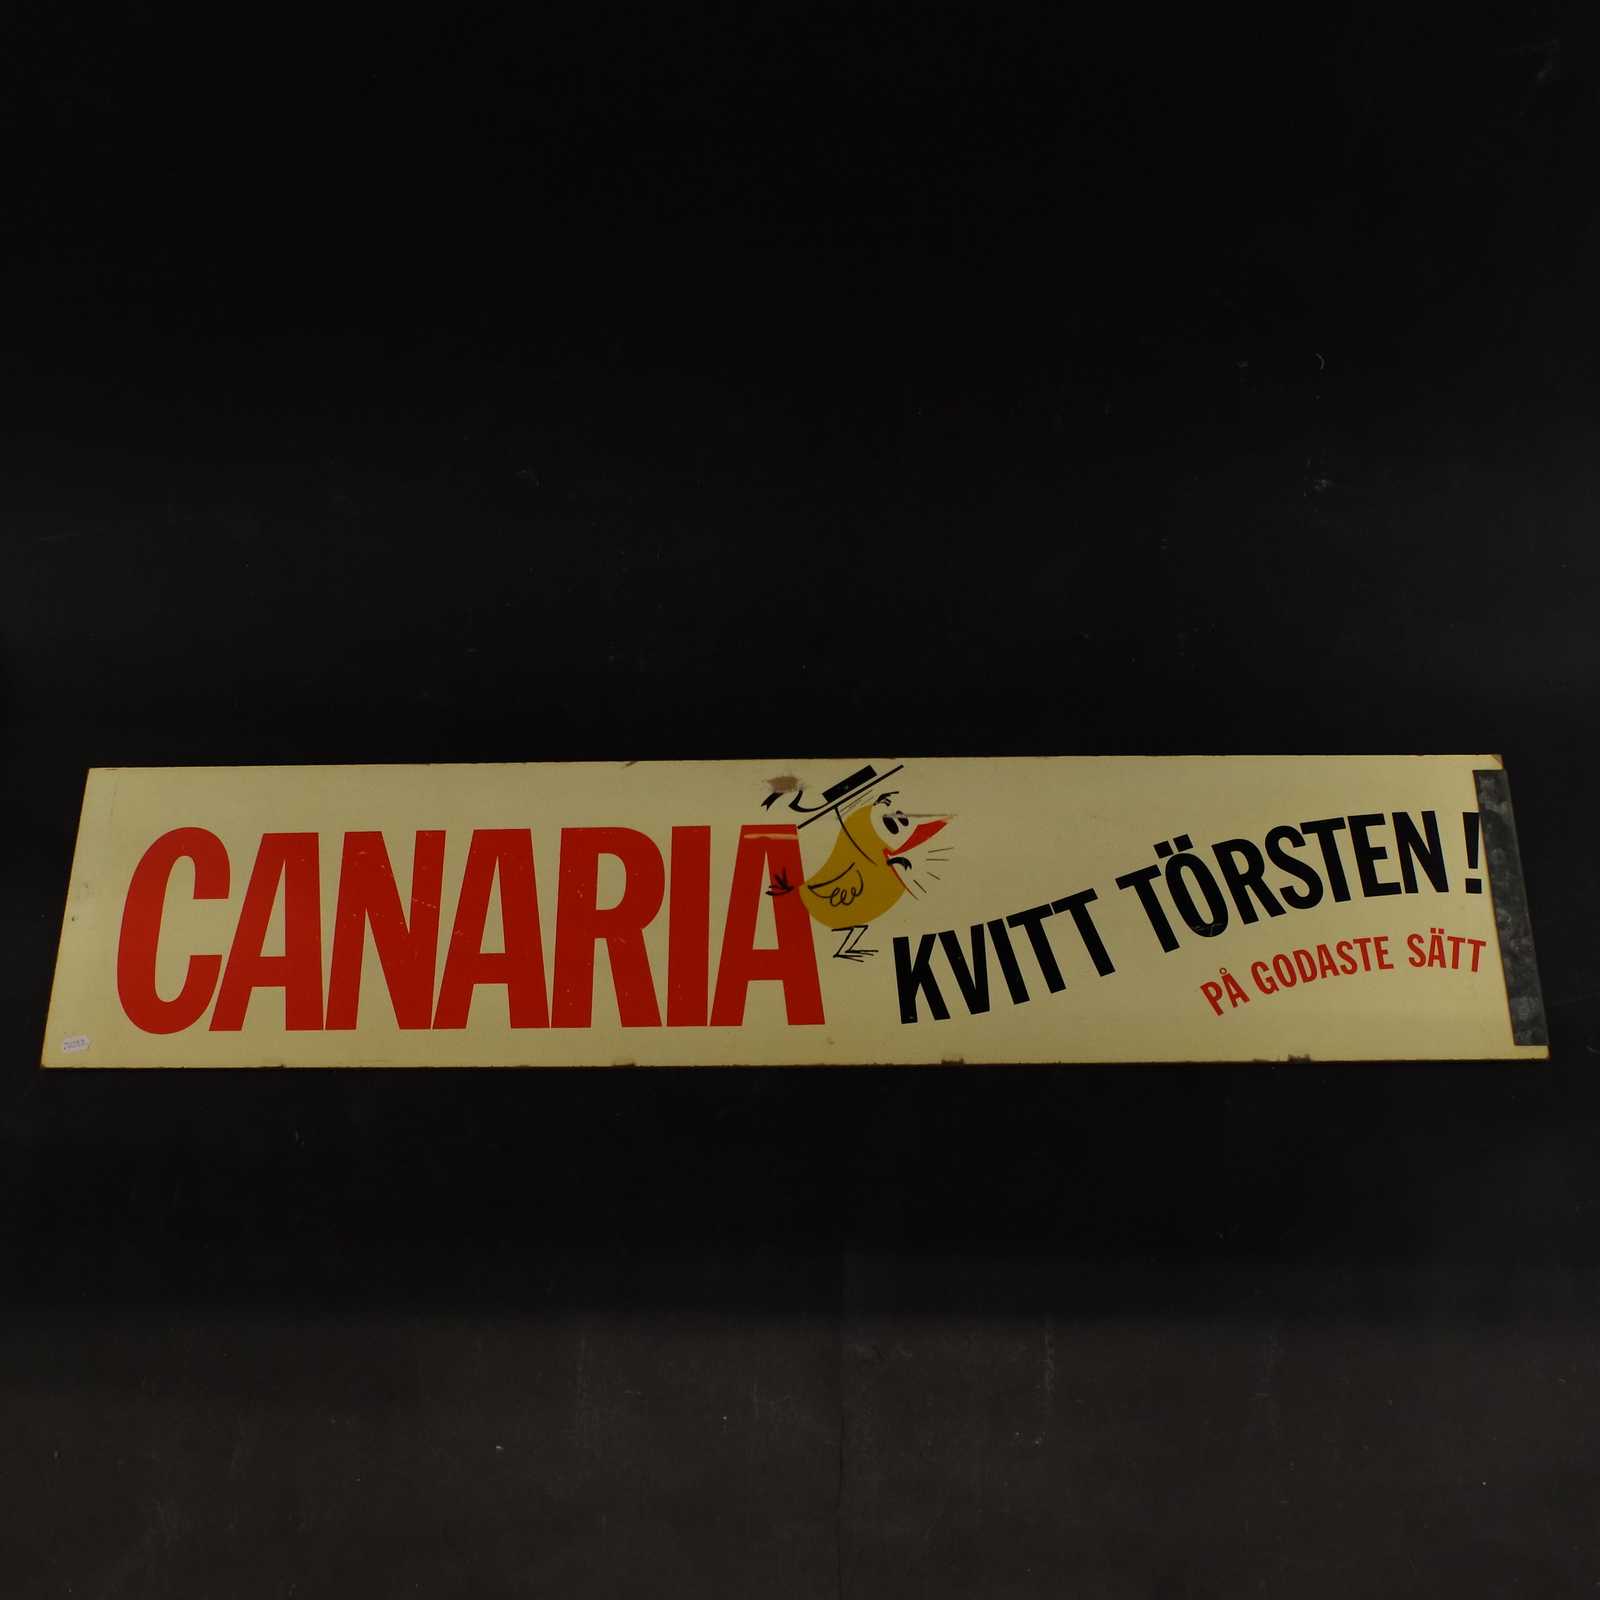 CANARIA
KVITT TÖRSTEN!
PÅ GODASTE SÄTT